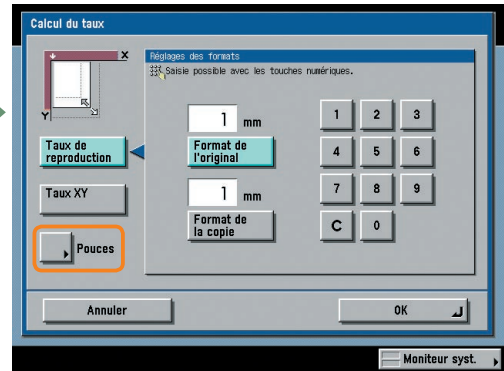 Calcul du taux
X
Y
Réglages des formats
Saisie possible avec les touches numériques.
1 mm
Format de
l'original
1 mm
Format de
la copie
Taux de
reproduction
Taux XY
Pouces
1 2 3
4 5 6
7 8 9
C 0
Annuler
OK
Moniteur syst.